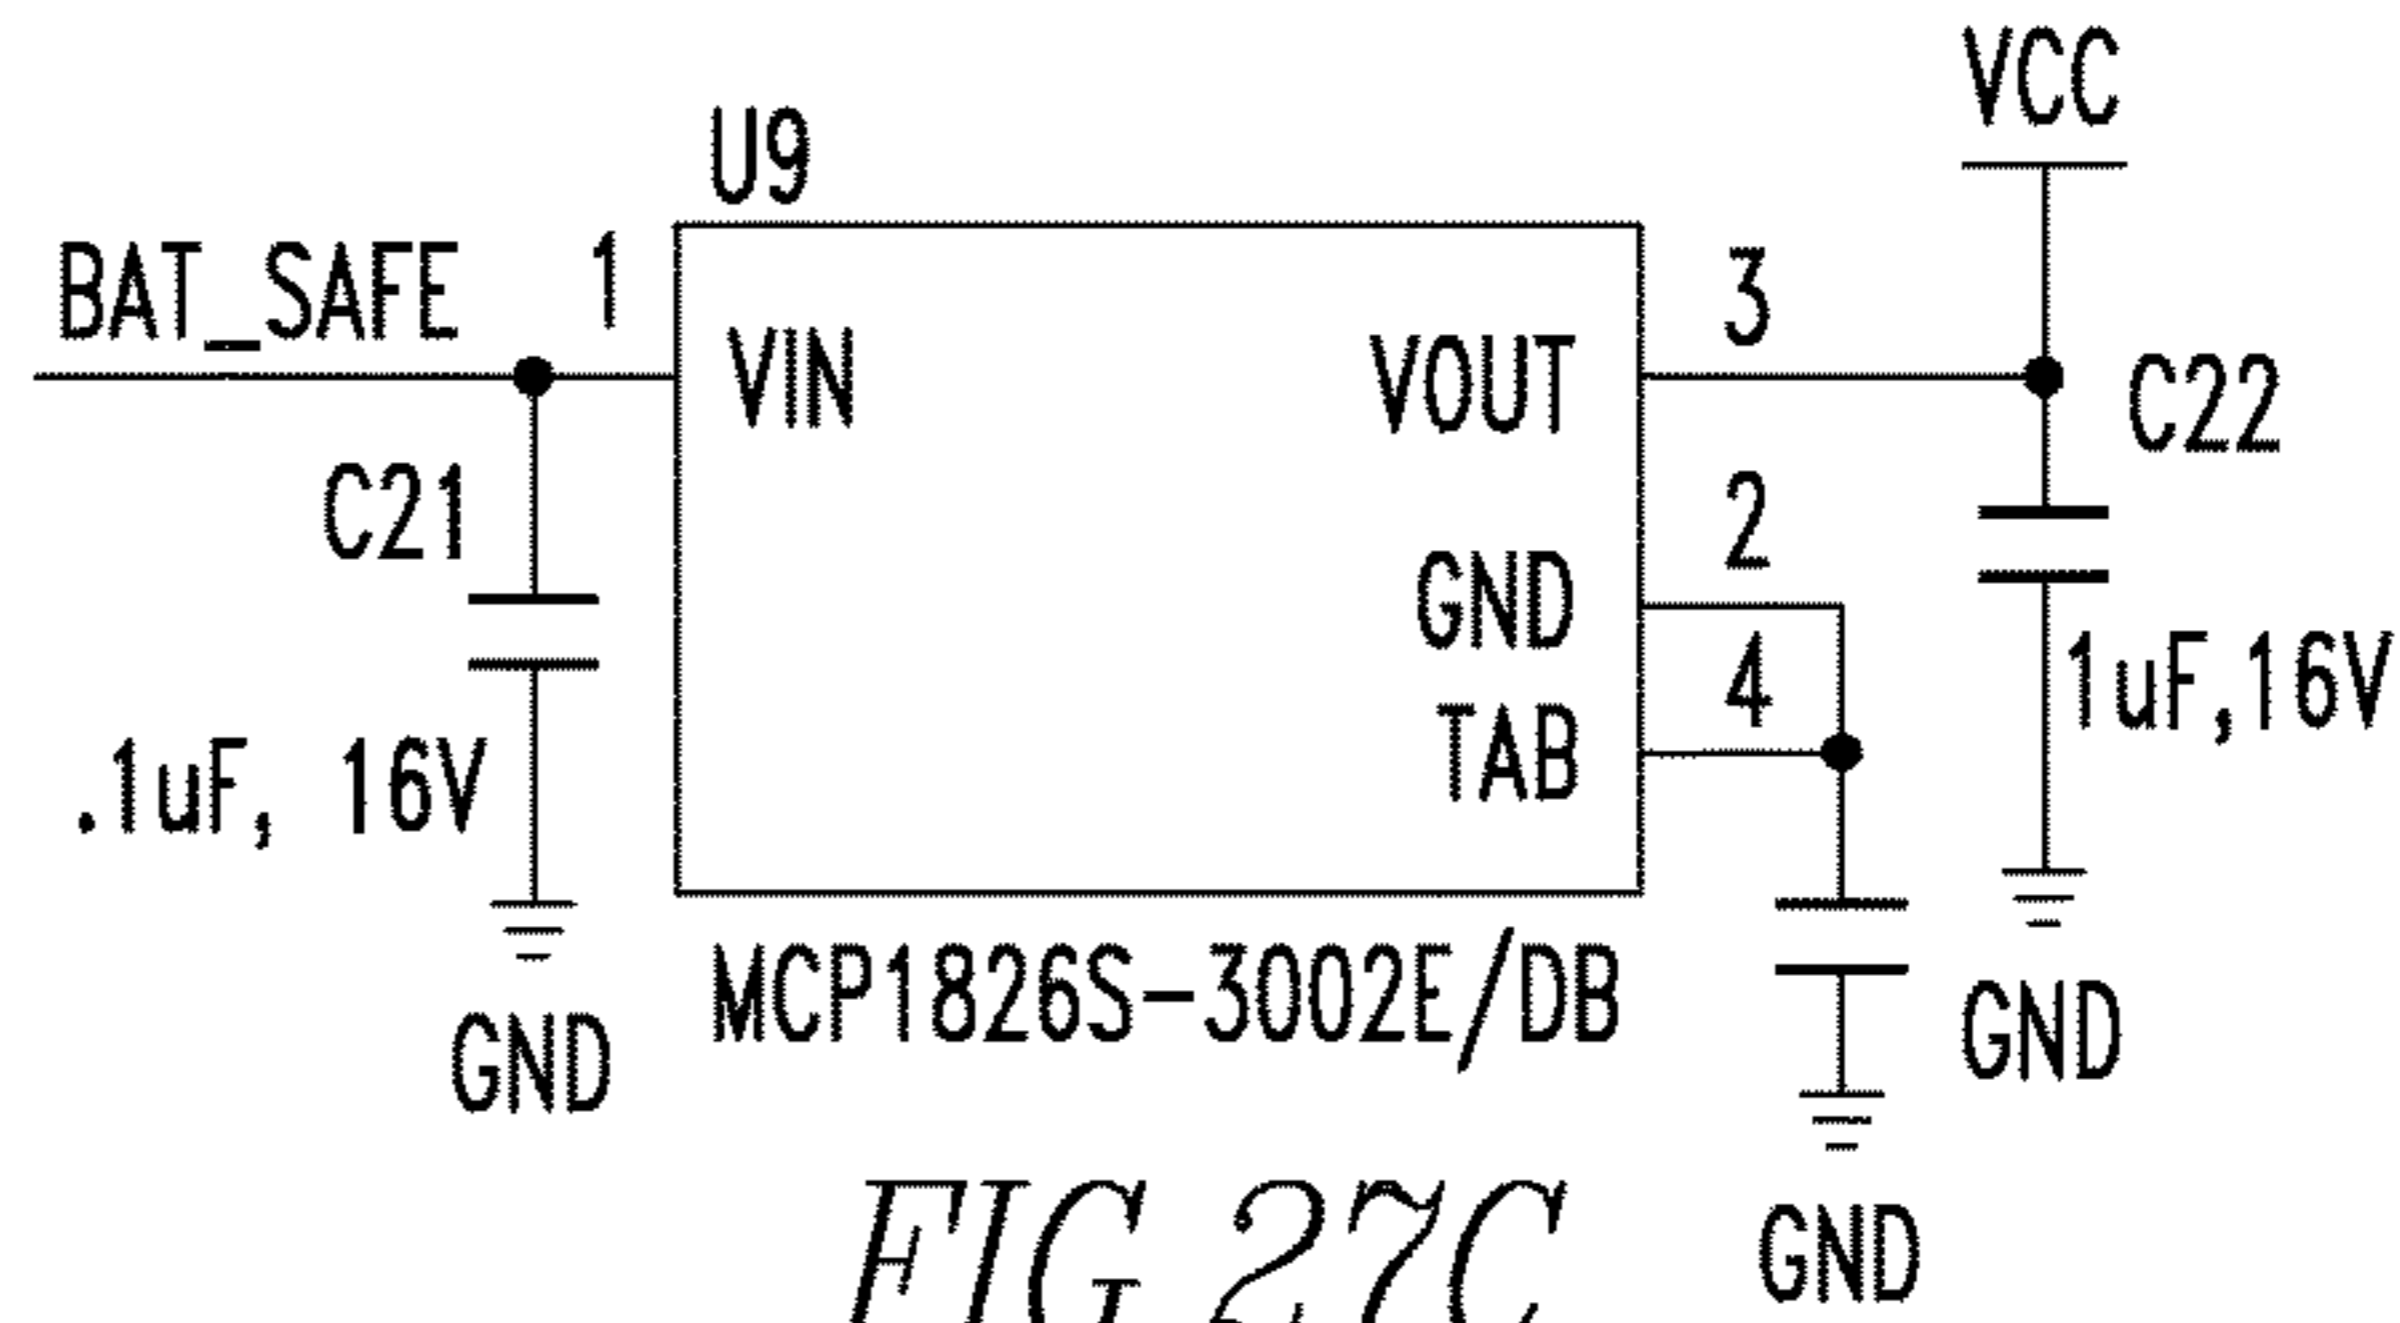 VCC
U9
BAT_SAFE
1
3
VIN
VOUT
C22
C21
2
GND
4
1uF,16V
TAB
.1uF, 16V
MCP1826S-3002E/DB
GND
GND
GND
FIG 27C